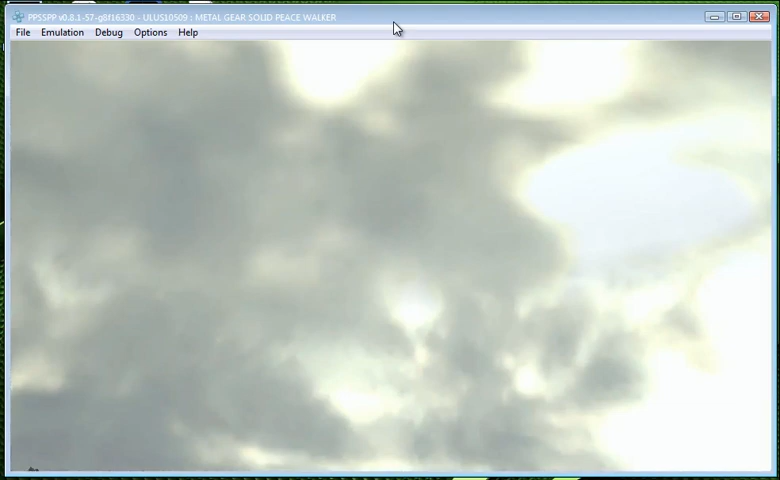 PPSSPP v0.8.1-57-g8f16330 - ULUS10509 : METAL GEAR SOLID PEACE WALKER
File Emulation Debug Options Help